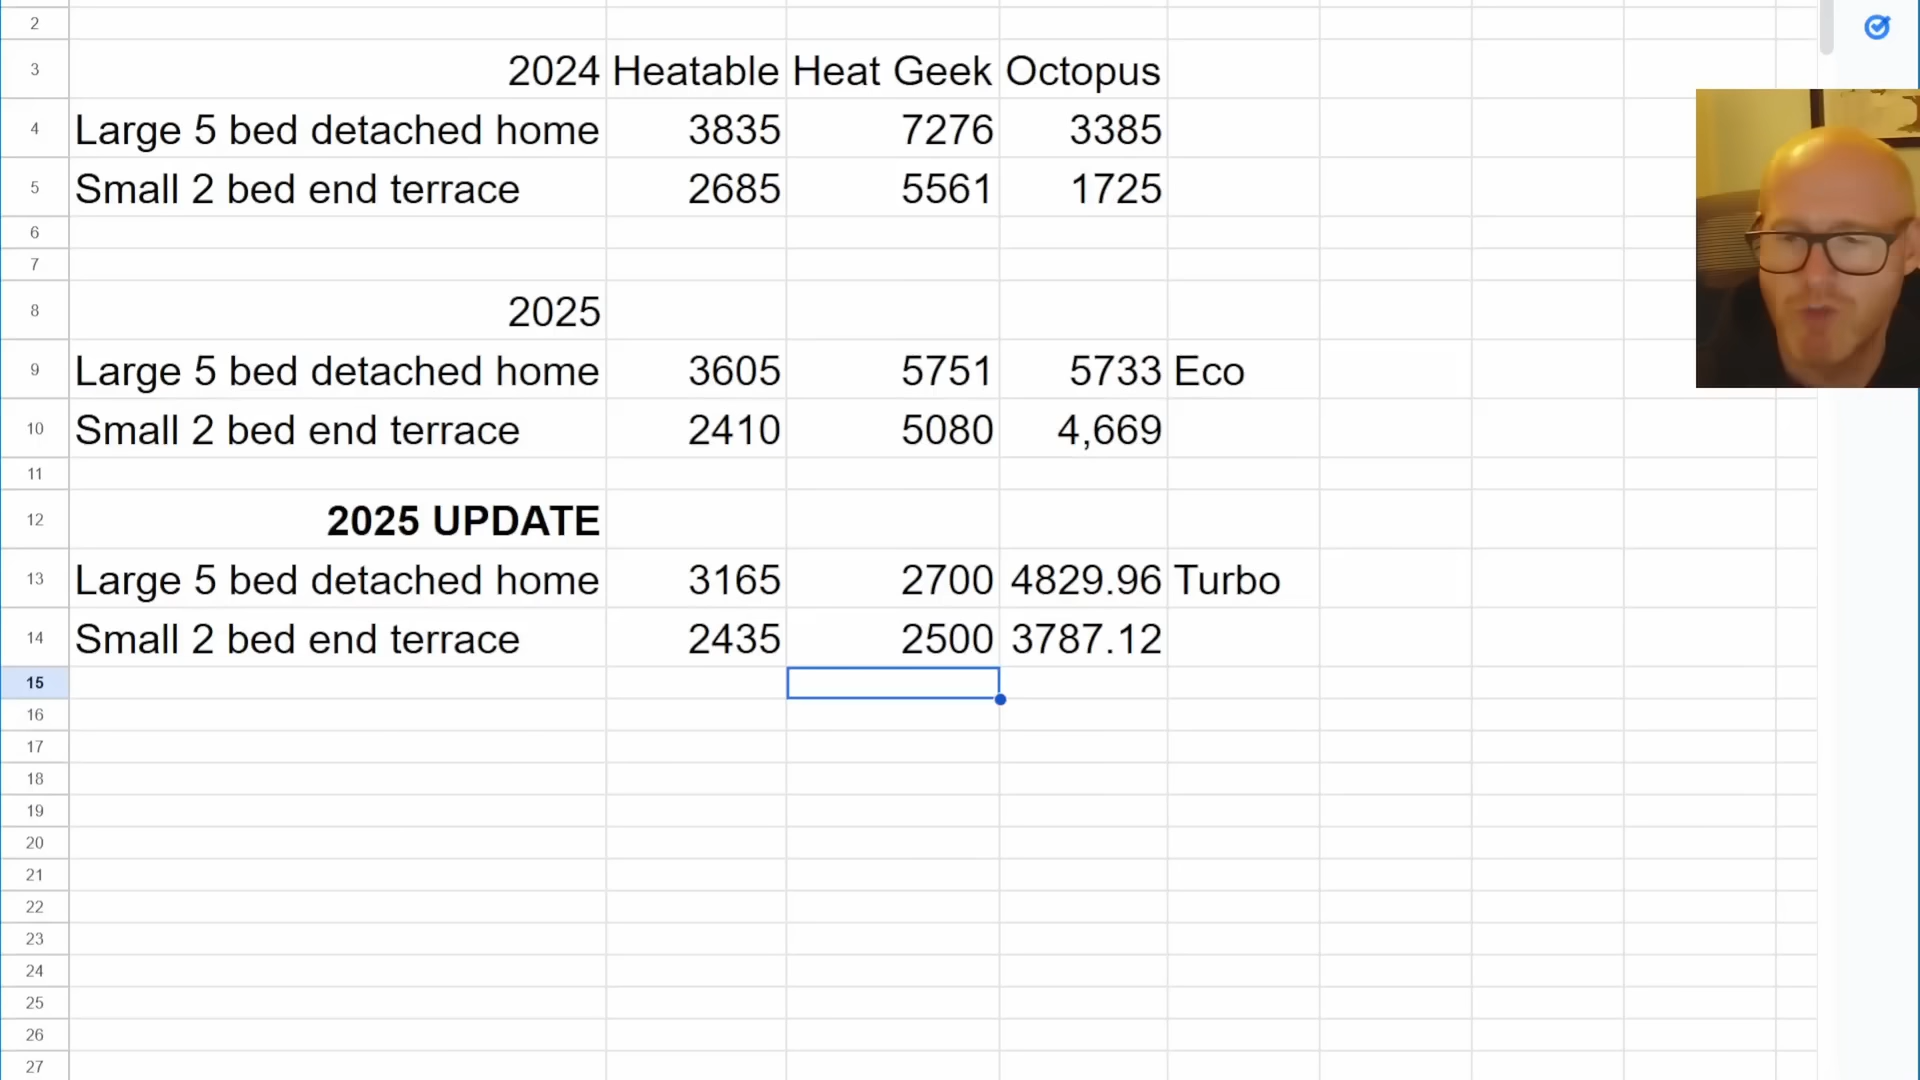 2
3 2024 Heatable Heat Geek Octopus
4 Large 5 bed detached home 3835 7276 3385
5 Small 2 bed end terrace 2685 5561 1725
6
7
8 2025
9 Large 5 bed detached home 3605 5751 5733 Eco
10 Small 2 bed end terrace 2410 5080 4,669
11
12 2025 UPDATE
13 Large 5 bed detached home 3165 2700 4829.96 Turbo
14 Small 2 bed end terrace 2435 2500 3787.12
15
16
17
18
19
20
21
22
23
24
25
26
27